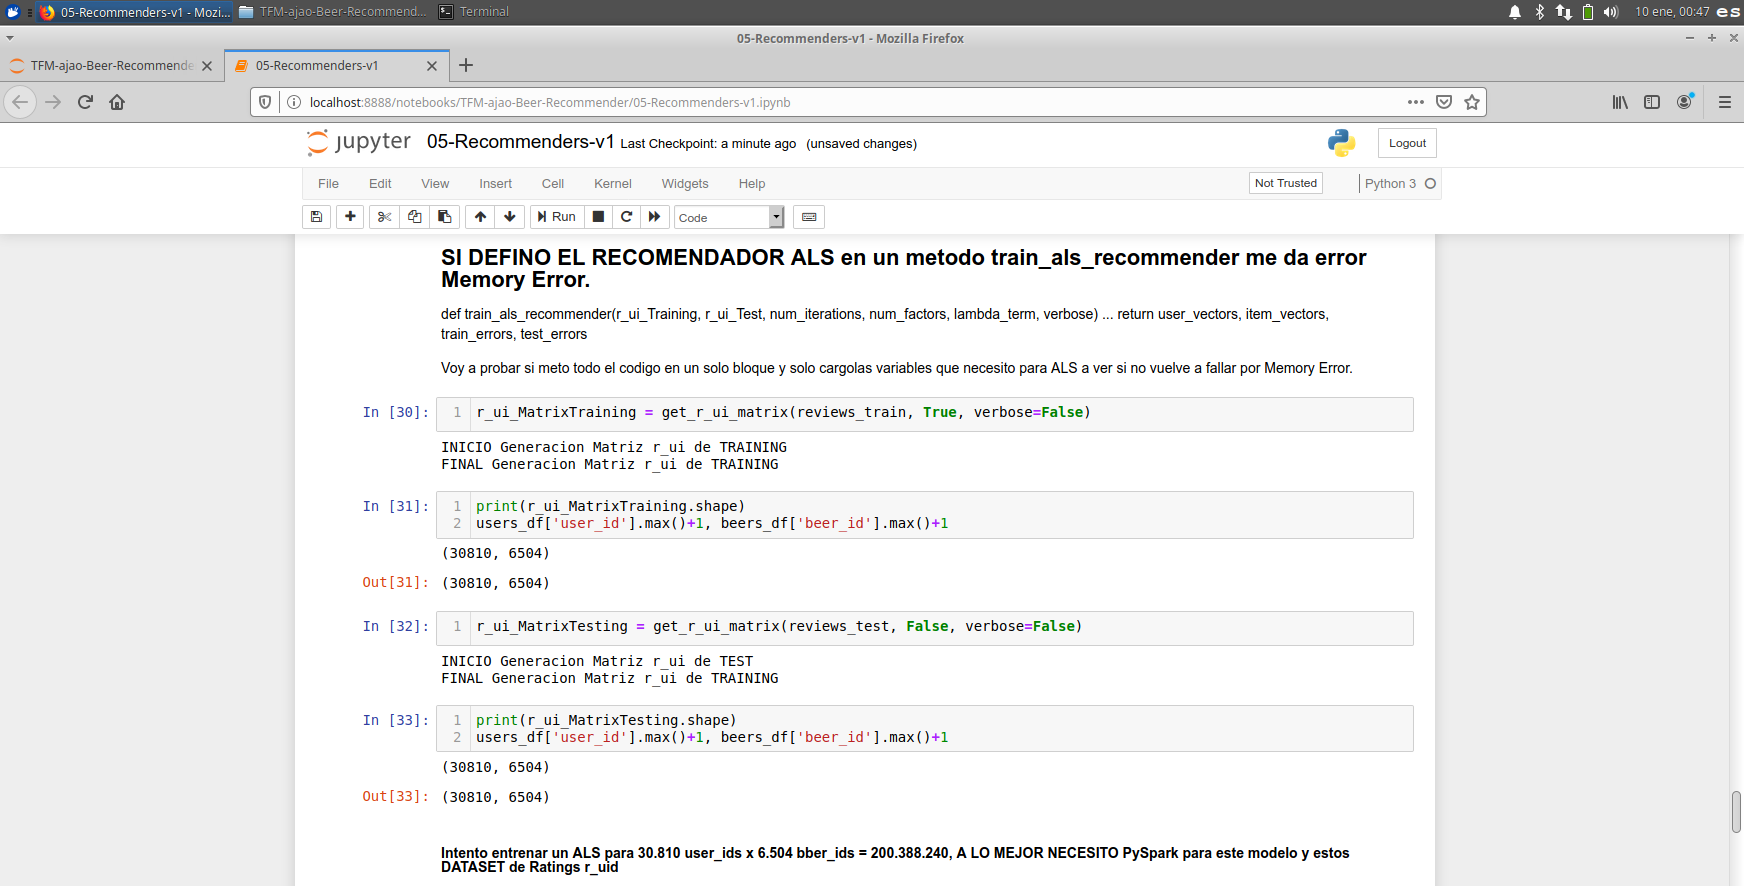 05-Recommenders-v1 - Mozi...
TFM-ajao-Beer-Recommend...
Terminal
10 ene, 00:47
es
05-Recommenders-v1 - Mozilla Firefox
TFM-ajao-Beer-Recommende
05-Recommenders-v1
localhost:8888/notebooks/TFM-ajao-Beer-Recommender/05-Recommenders-v1.ipynb
jupyter
05-Recommenders-v1 Last Checkpoint: a minute ago (unsaved changes)
Logout
File Edit View Insert Cell Kernel Widgets Help
Not Trusted
Python 3
Run
Code
SI DEFINO EL RECOMENDADOR ALS en un metodo train_als_recommender me da error
Memory Error.
def train_als_recommender(r_ui_Training, r_ui_Test, num_iterations, num_factors, lambda_term, verbose) ... return user_vectors, item_vectors,
train_errors, test_errors
Voy a probar si meto todo el codigo en un solo bloque y solo cargolas variables que necesito para ALS a ver si no vuelve a fallar por Memory Error.
In [30]: 1 r_ui_MatrixTraining = get_r_ui_matrix(reviews_train, True, verbose=False)
INICIO Generacion Matriz r_ui de TRAINING
FINAL Generacion Matriz r_ui de TRAINING
In [31]: 1 print(r_ui_MatrixTraining.shape)
2 users_df['user_id'].max()+1, beers_df['beer_id'].max()+1
(30810, 6504)
Out[31]: (30810, 6504)
In [32]: 1 r_ui_MatrixTesting = get_r_ui_matrix(reviews_test, False, verbose=False)
INICIO Generacion Matriz r_ui de TEST
FINAL Generacion Matriz r_ui de TRAINING
In [33]: 1 print(r_ui_MatrixTesting.shape)
2 users_df['user_id'].max()+1, beers_df['beer_id'].max()+1
(30810, 6504)
Out[33]: (30810, 6504)
Intento entrenar un ALS para 30.810 user_ids x 6.504 bber_ids = 200.388.240, A LO MEJOR NECESITO PySpark para este modelo y estos
DATASET de Ratings r_uid